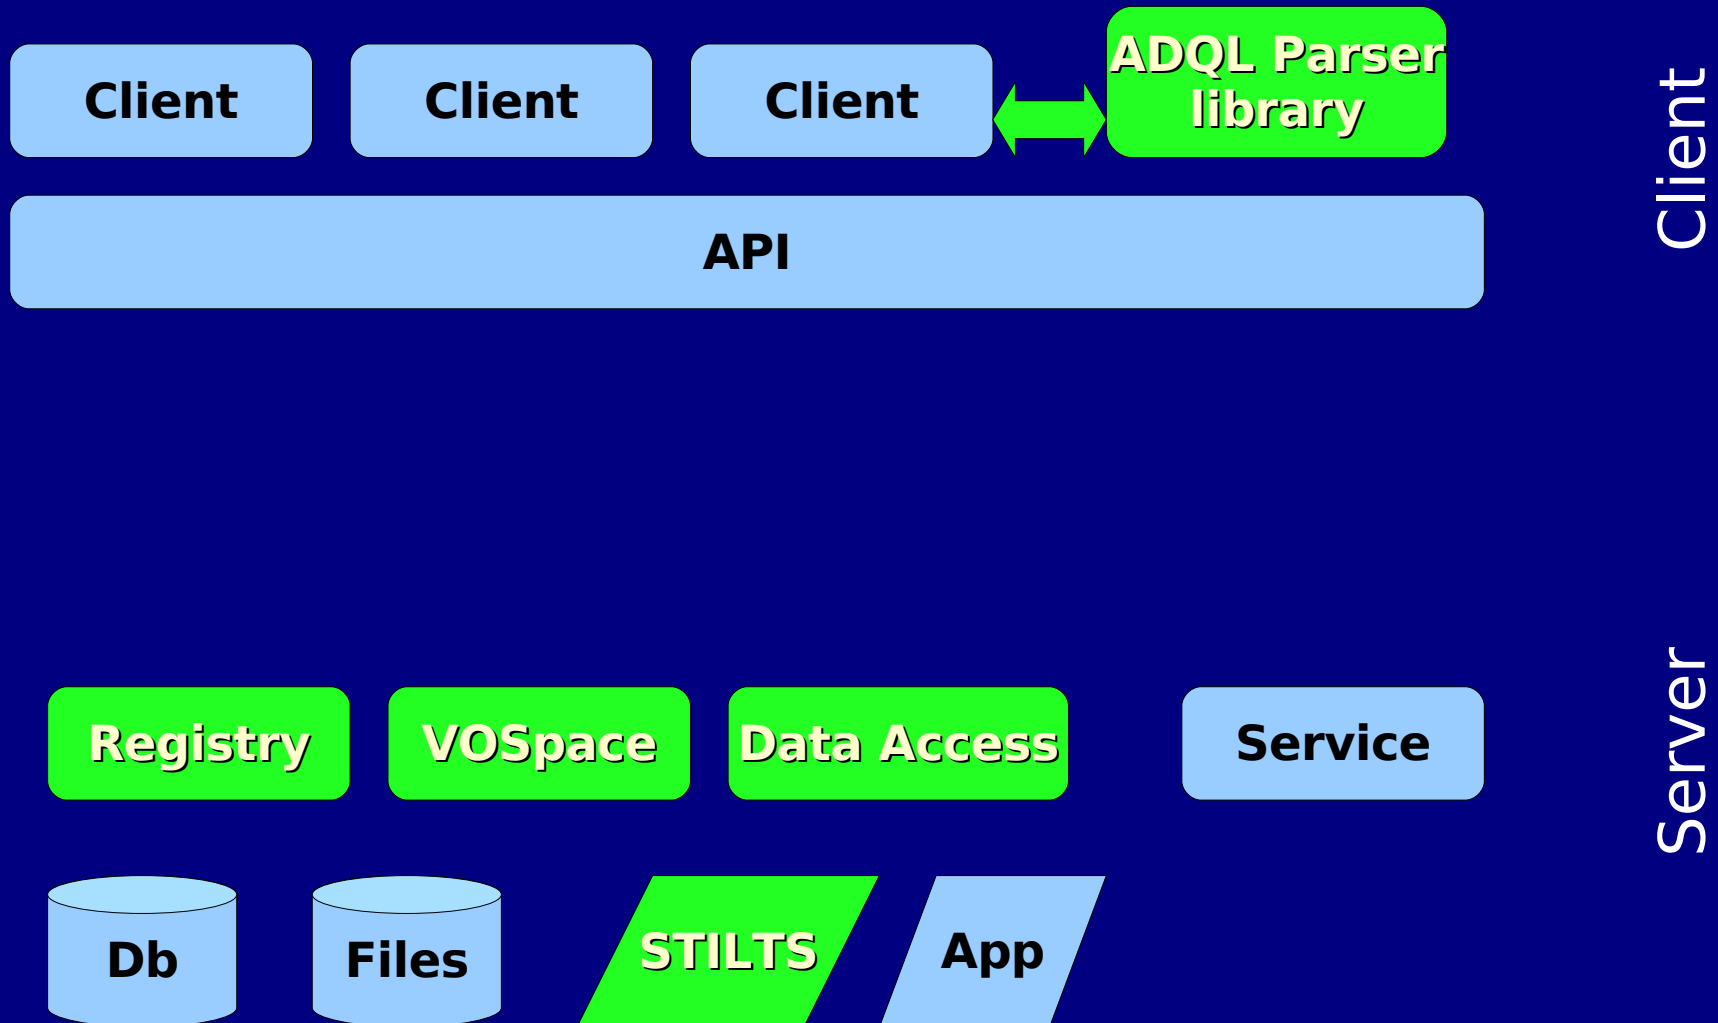 Client
Client
Client
ADQL Parser
library
API
Client
Registry
VOSpace
Data Access
Service
Server
Db
Files
STILTS
App